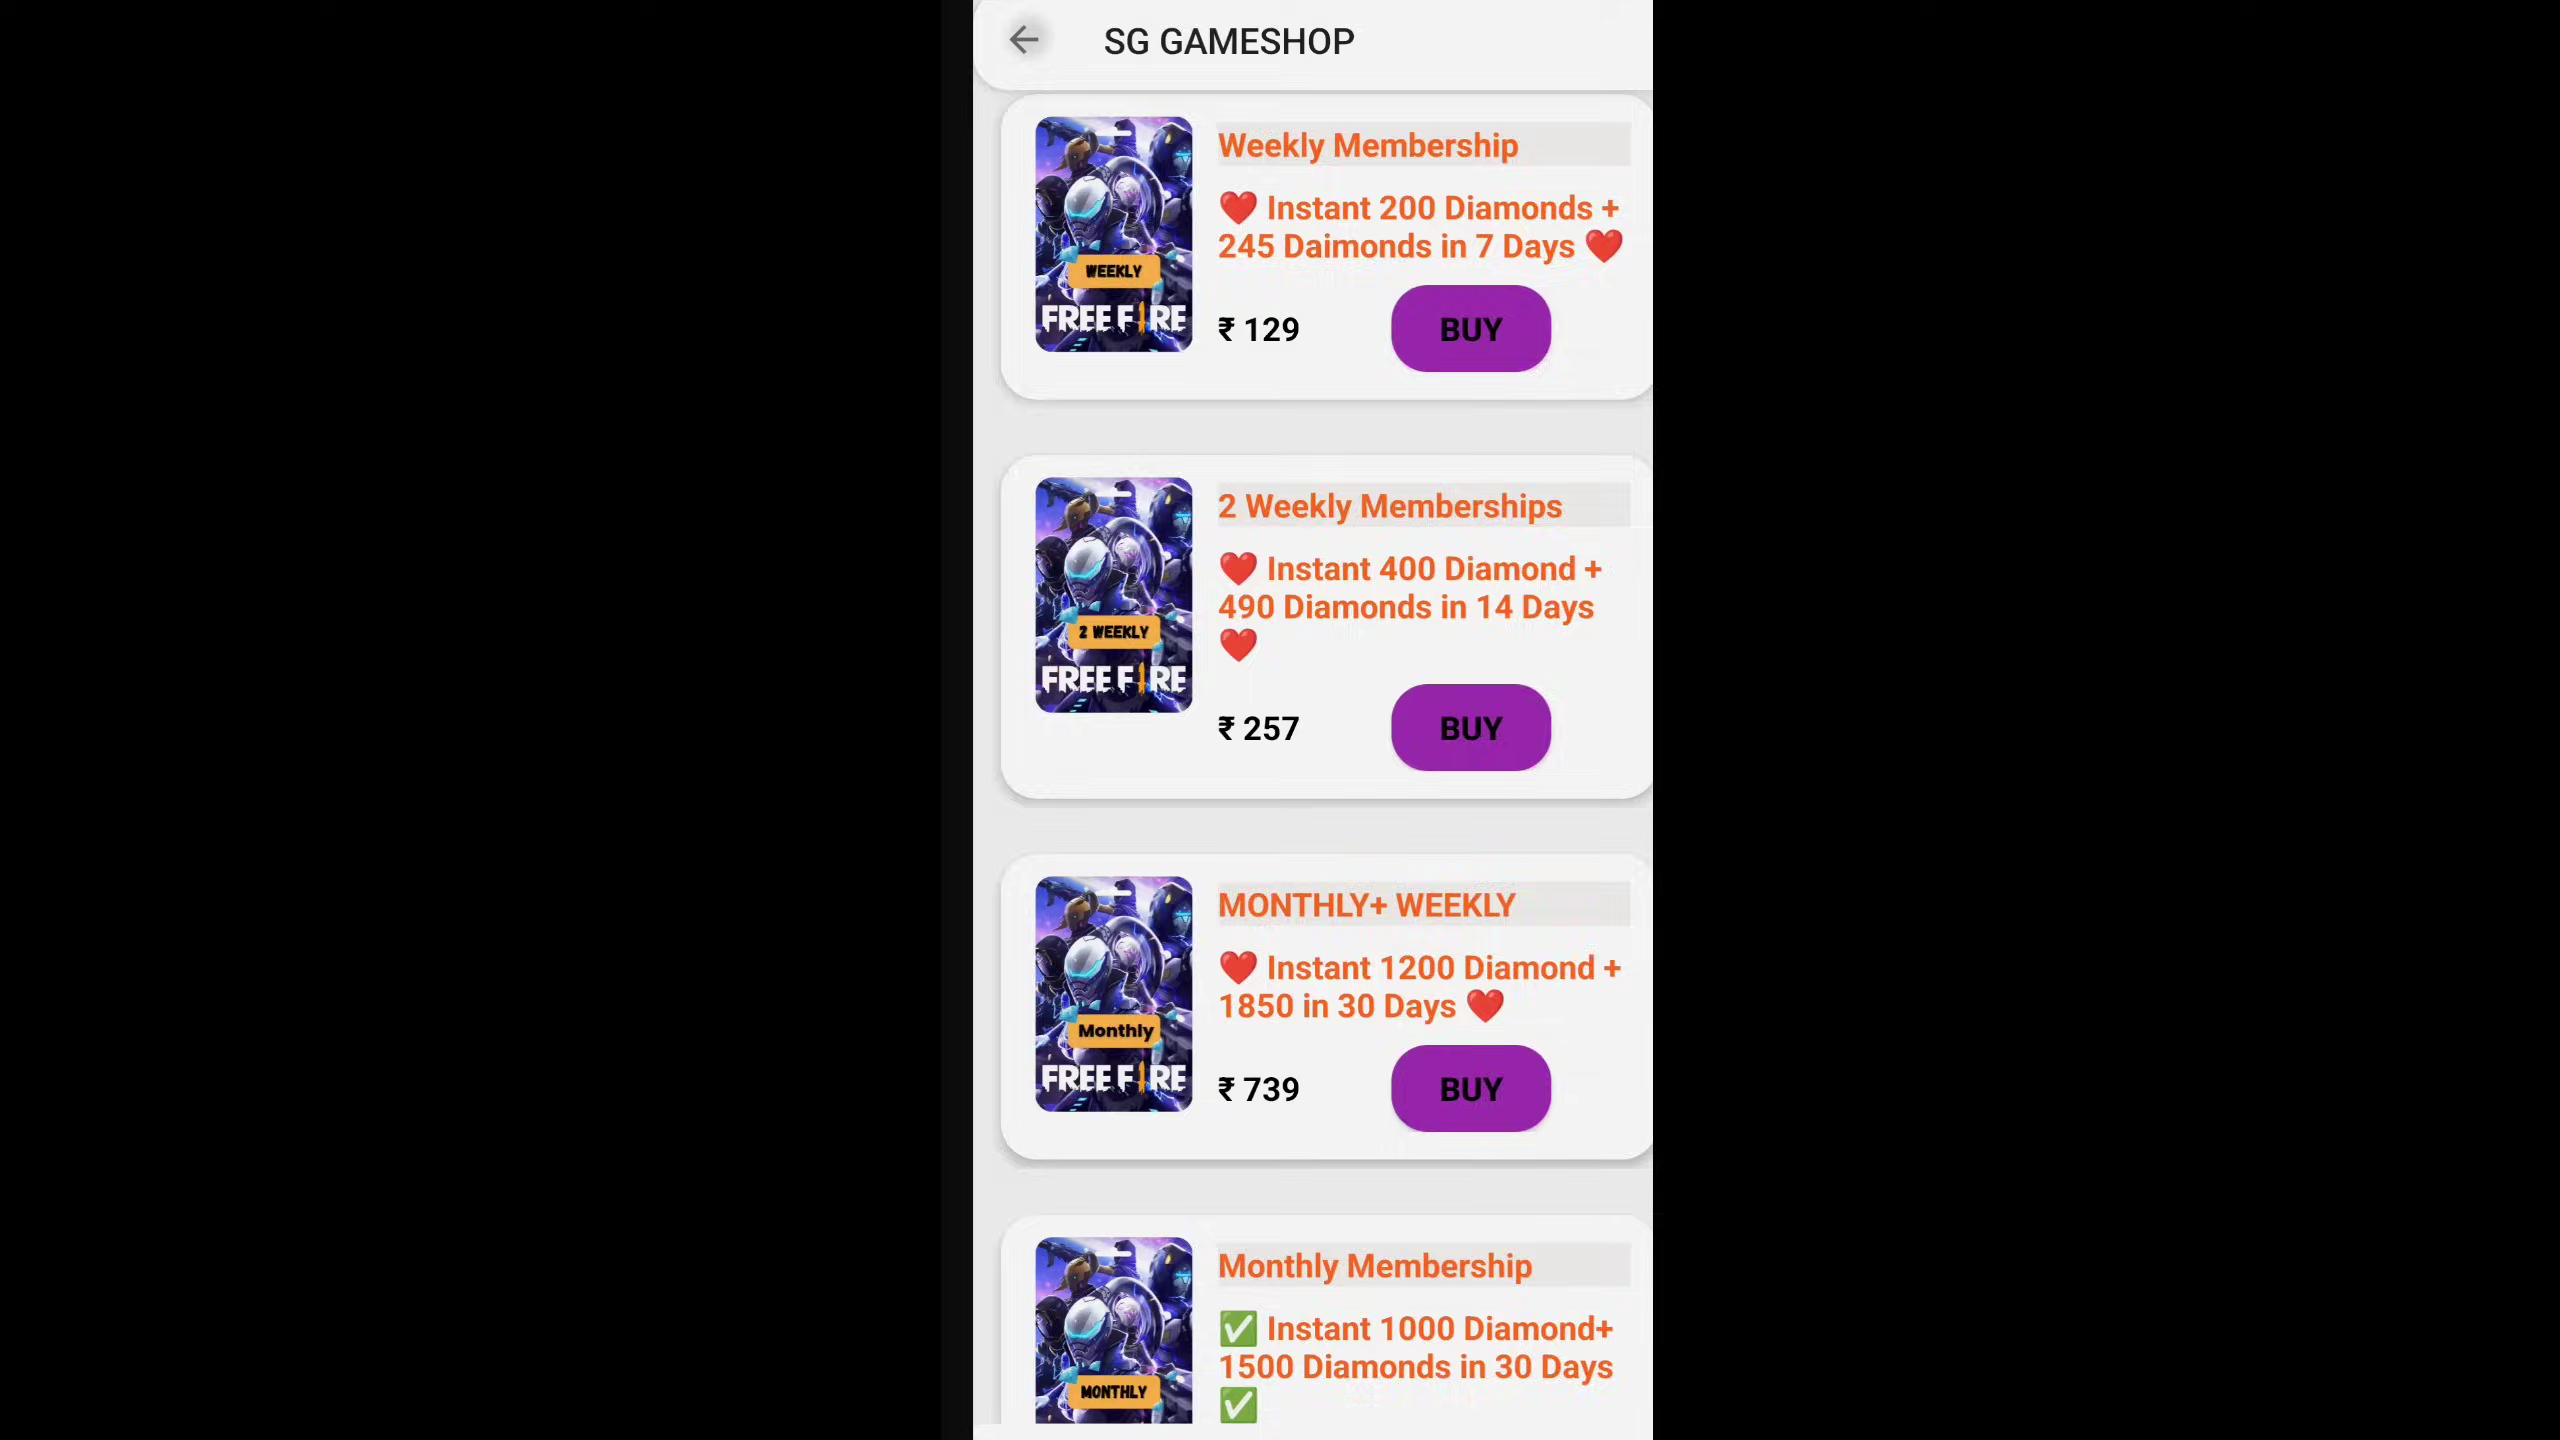 SG GAMESHOP
WEEKLY
FREE FIRE
Weekly Membership
❤️ Instant 200 Diamonds +
245 Daimonds in 7 Days ❤️
₹ 129
BUY
2 WEEKLY
FREE FIRE
2 Weekly Memberships
❤️ Instant 400 Diamond +
490 Diamonds in 14 Days
❤️
₹ 257
BUY
Monthly
FREE FIRE
MONTHLY+ WEEKLY
❤️ Instant 1200 Diamond +
1850 in 30 Days ❤️
₹ 739
BUY
MONTHLY
Monthly Membership
✅ Instant 1000 Diamond+
1500 Diamonds in 30 Days
✅